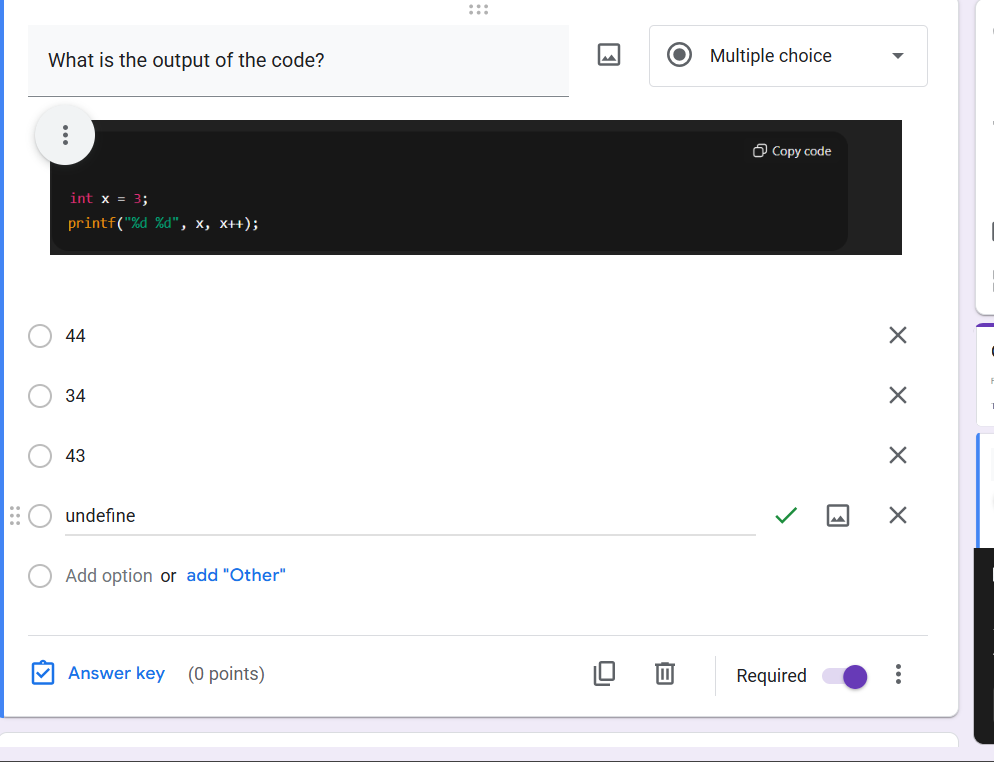 What is the output of the code?
Multiple choice
Copy code
int x = 3;
printf("%d %d", x, x++);
44
34
43
undefine
Add option or add "Other"
Answer key (0 points)
Required